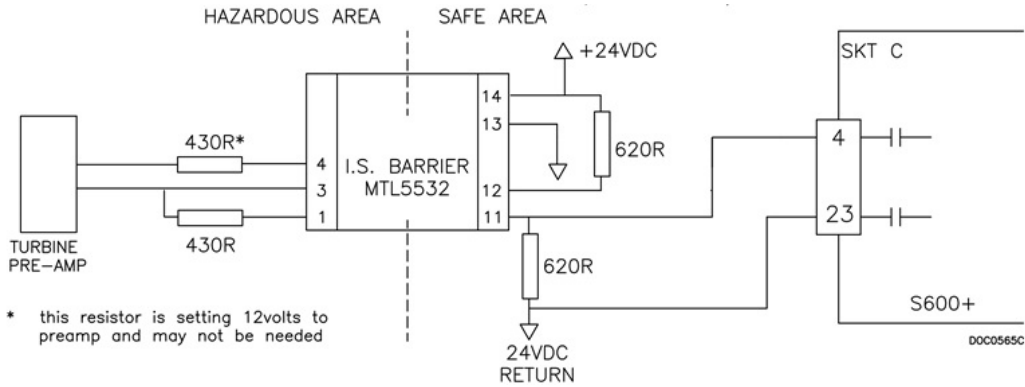 HAZARDOUS AREA
SAFE AREA
+24VDC
SKT C
14
13
430R*
4
I.S. BARRIER
MTL5532
620R
4
3
12
1
11
23
430R
TURBINE
PRE-AMP
620R
* this resistor is setting 12volts to
preamp and may not be needed
S600+
24VDC
RETURN
DOC0565C